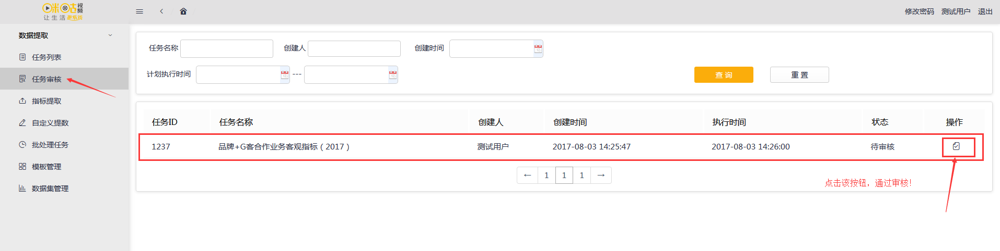 咪咕视频
让生活更有戏
修改密码 测试用户 退出
数据提取
任务列表
任务审核
指标提取
自定义提数
批处理任务
模板管理
数据集管理
任务名称 创建人 创建时间
计划执行时间 --- 查 询 重 置
任务ID 任务名称 创建人 创建时间 执行时间 状态 操作
1237 品牌+G客合作业务客观指标（2017） 测试用户 2017-08-03 14:25:47 2017-08-03 14:26:00 待审核
← 1 1 1 →
点击该按钮，通过审核！